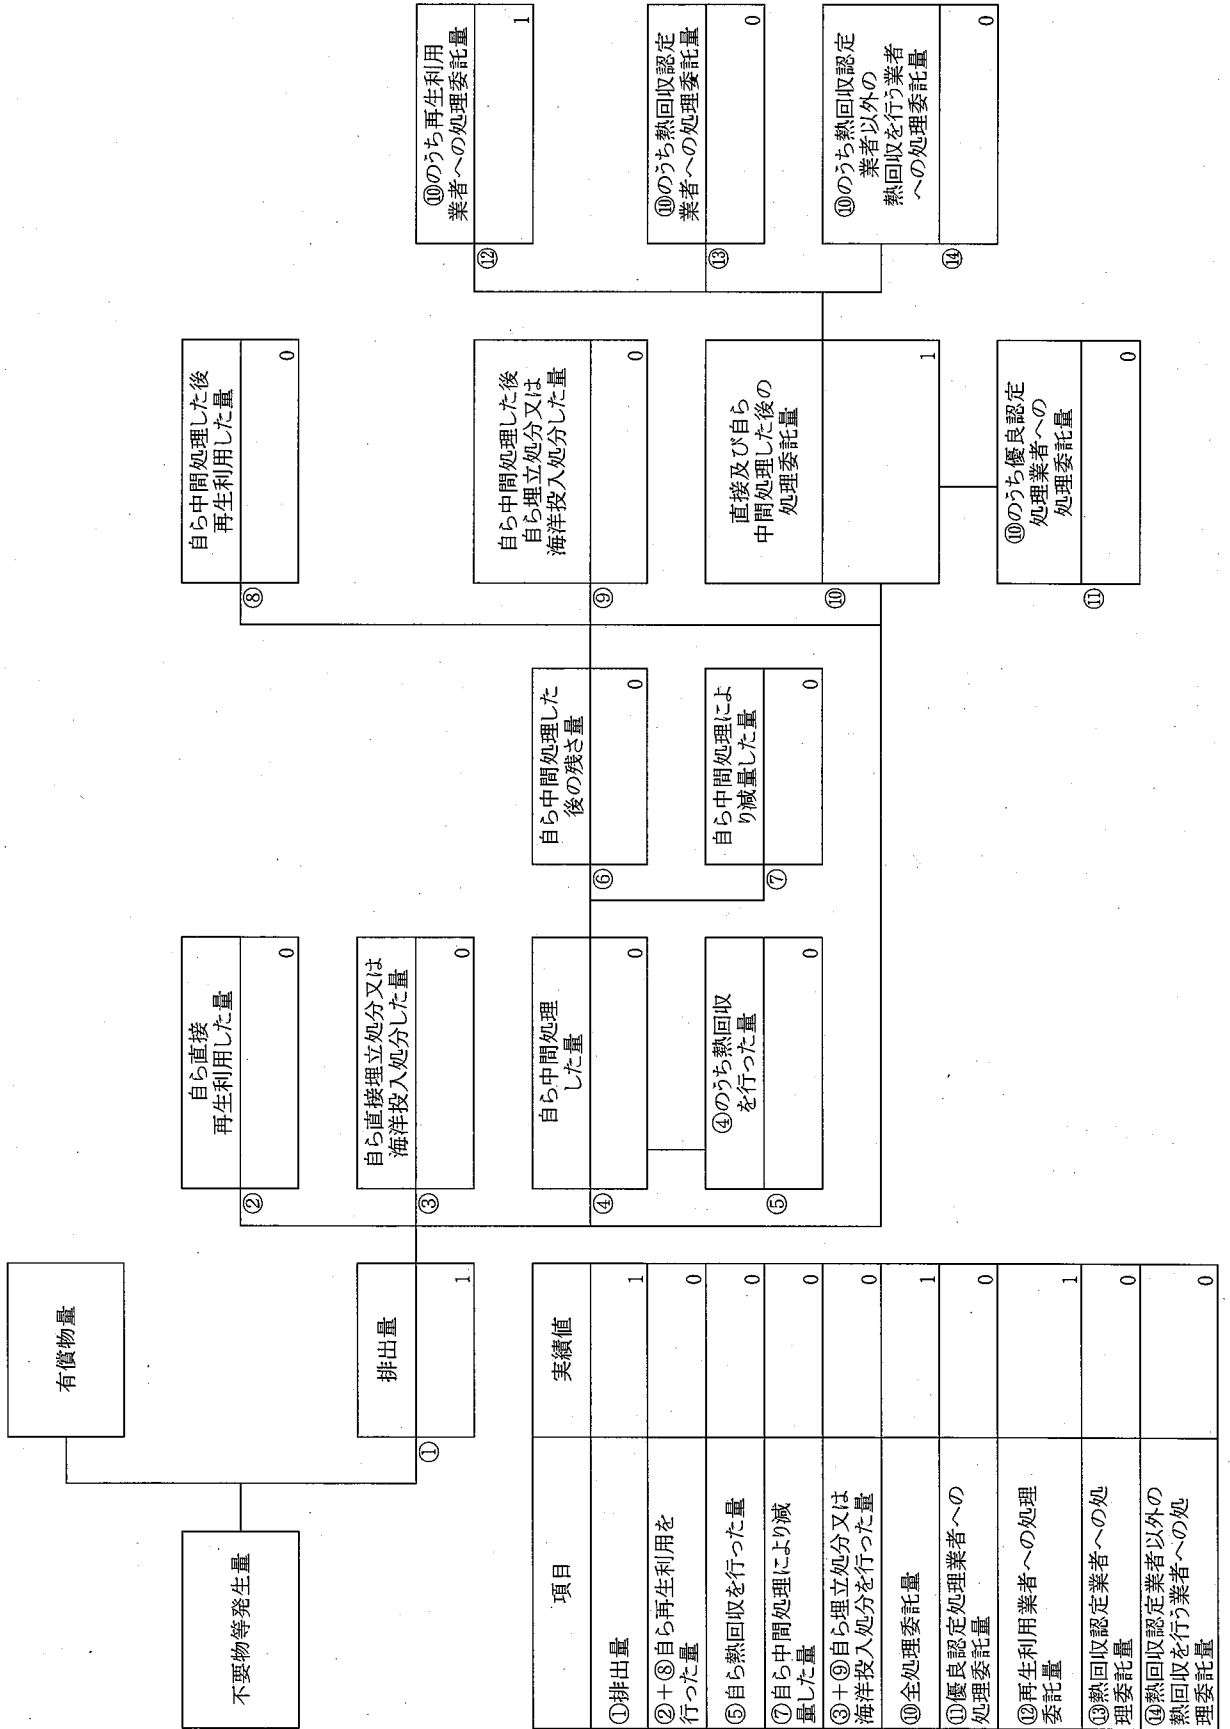 不要物等発生量
有償物量
①
排出量
1
②
自ら直接
再生利用した量
0
③
自ら直接埋立処分又は
海洋投入処分した量
0
④
自ら中間処理
した量
0
⑤
④のうち熱回収
を行った量
0
⑥
自ら中間処理した
後の残さ量
0
⑦
自ら中間処理によ
り減量した量
0
⑧
自ら中間処理した後
再生利用した量
0
⑨
自ら中間処理した後
自ら埋立処分又は
海洋投入処分した量
0
⑩
直接及び自ら
中間処理した後の
処理委託量
1
⑪
⑩のうち優良認定
処理業者への
処理委託量
0
⑫
⑩のうち再生利用
業者への処理委託量
1
⑬
⑩のうち熱回収認定
業者への処理委託量
0
⑭
⑩のうち熱回収認定
業者以外の
熱回収を行う業者
への処理委託量
0
項目 実績値
①排出量 1
②+⑧自ら再生利用を
行った量 0
⑤自ら熱回収を行った量 0
⑦自ら中間処理により減
量した量 0
③+⑨自ら埋立処分又は
海洋投入処分を行った量 0
⑩全処理委託量 1
⑪優良認定処理業者への
処理委託量 0
⑫再生利用業者への処理
委託量 1
⑬熱回収認定業者への処
理委託量 0
⑭熱回収認定業者以外の
熱回収を行う業者への処
理委託量 0